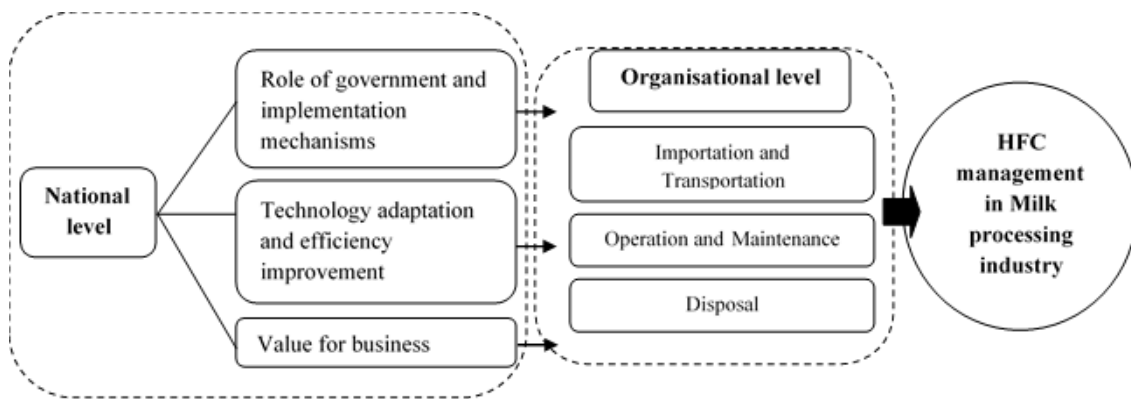 National
level
Role of government and
implementation
mechanisms
Technology adaptation
and efficiency
improvement
Value for business
Organisational level
Importation and
Transportation
Operation and Maintenance
Disposal
HFC
management
in Milk
processing
industry